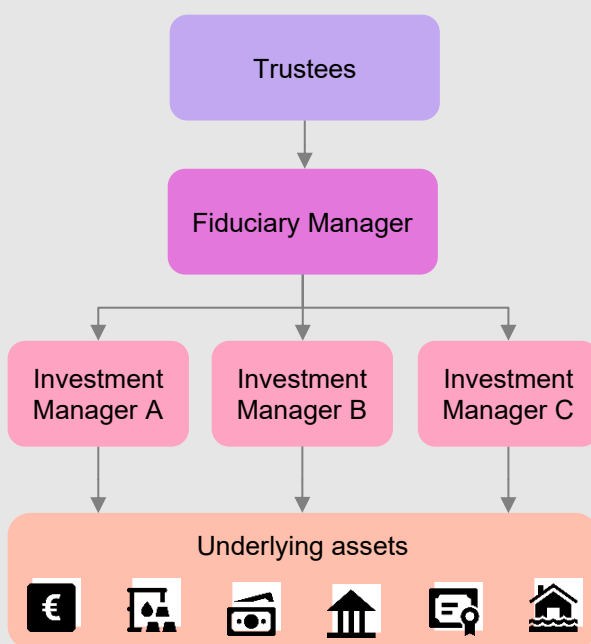 Trustees
Fiduciary Manager
Investment
Manager A
Investment
Manager B
Investment
Manager C
Underlying assets
€